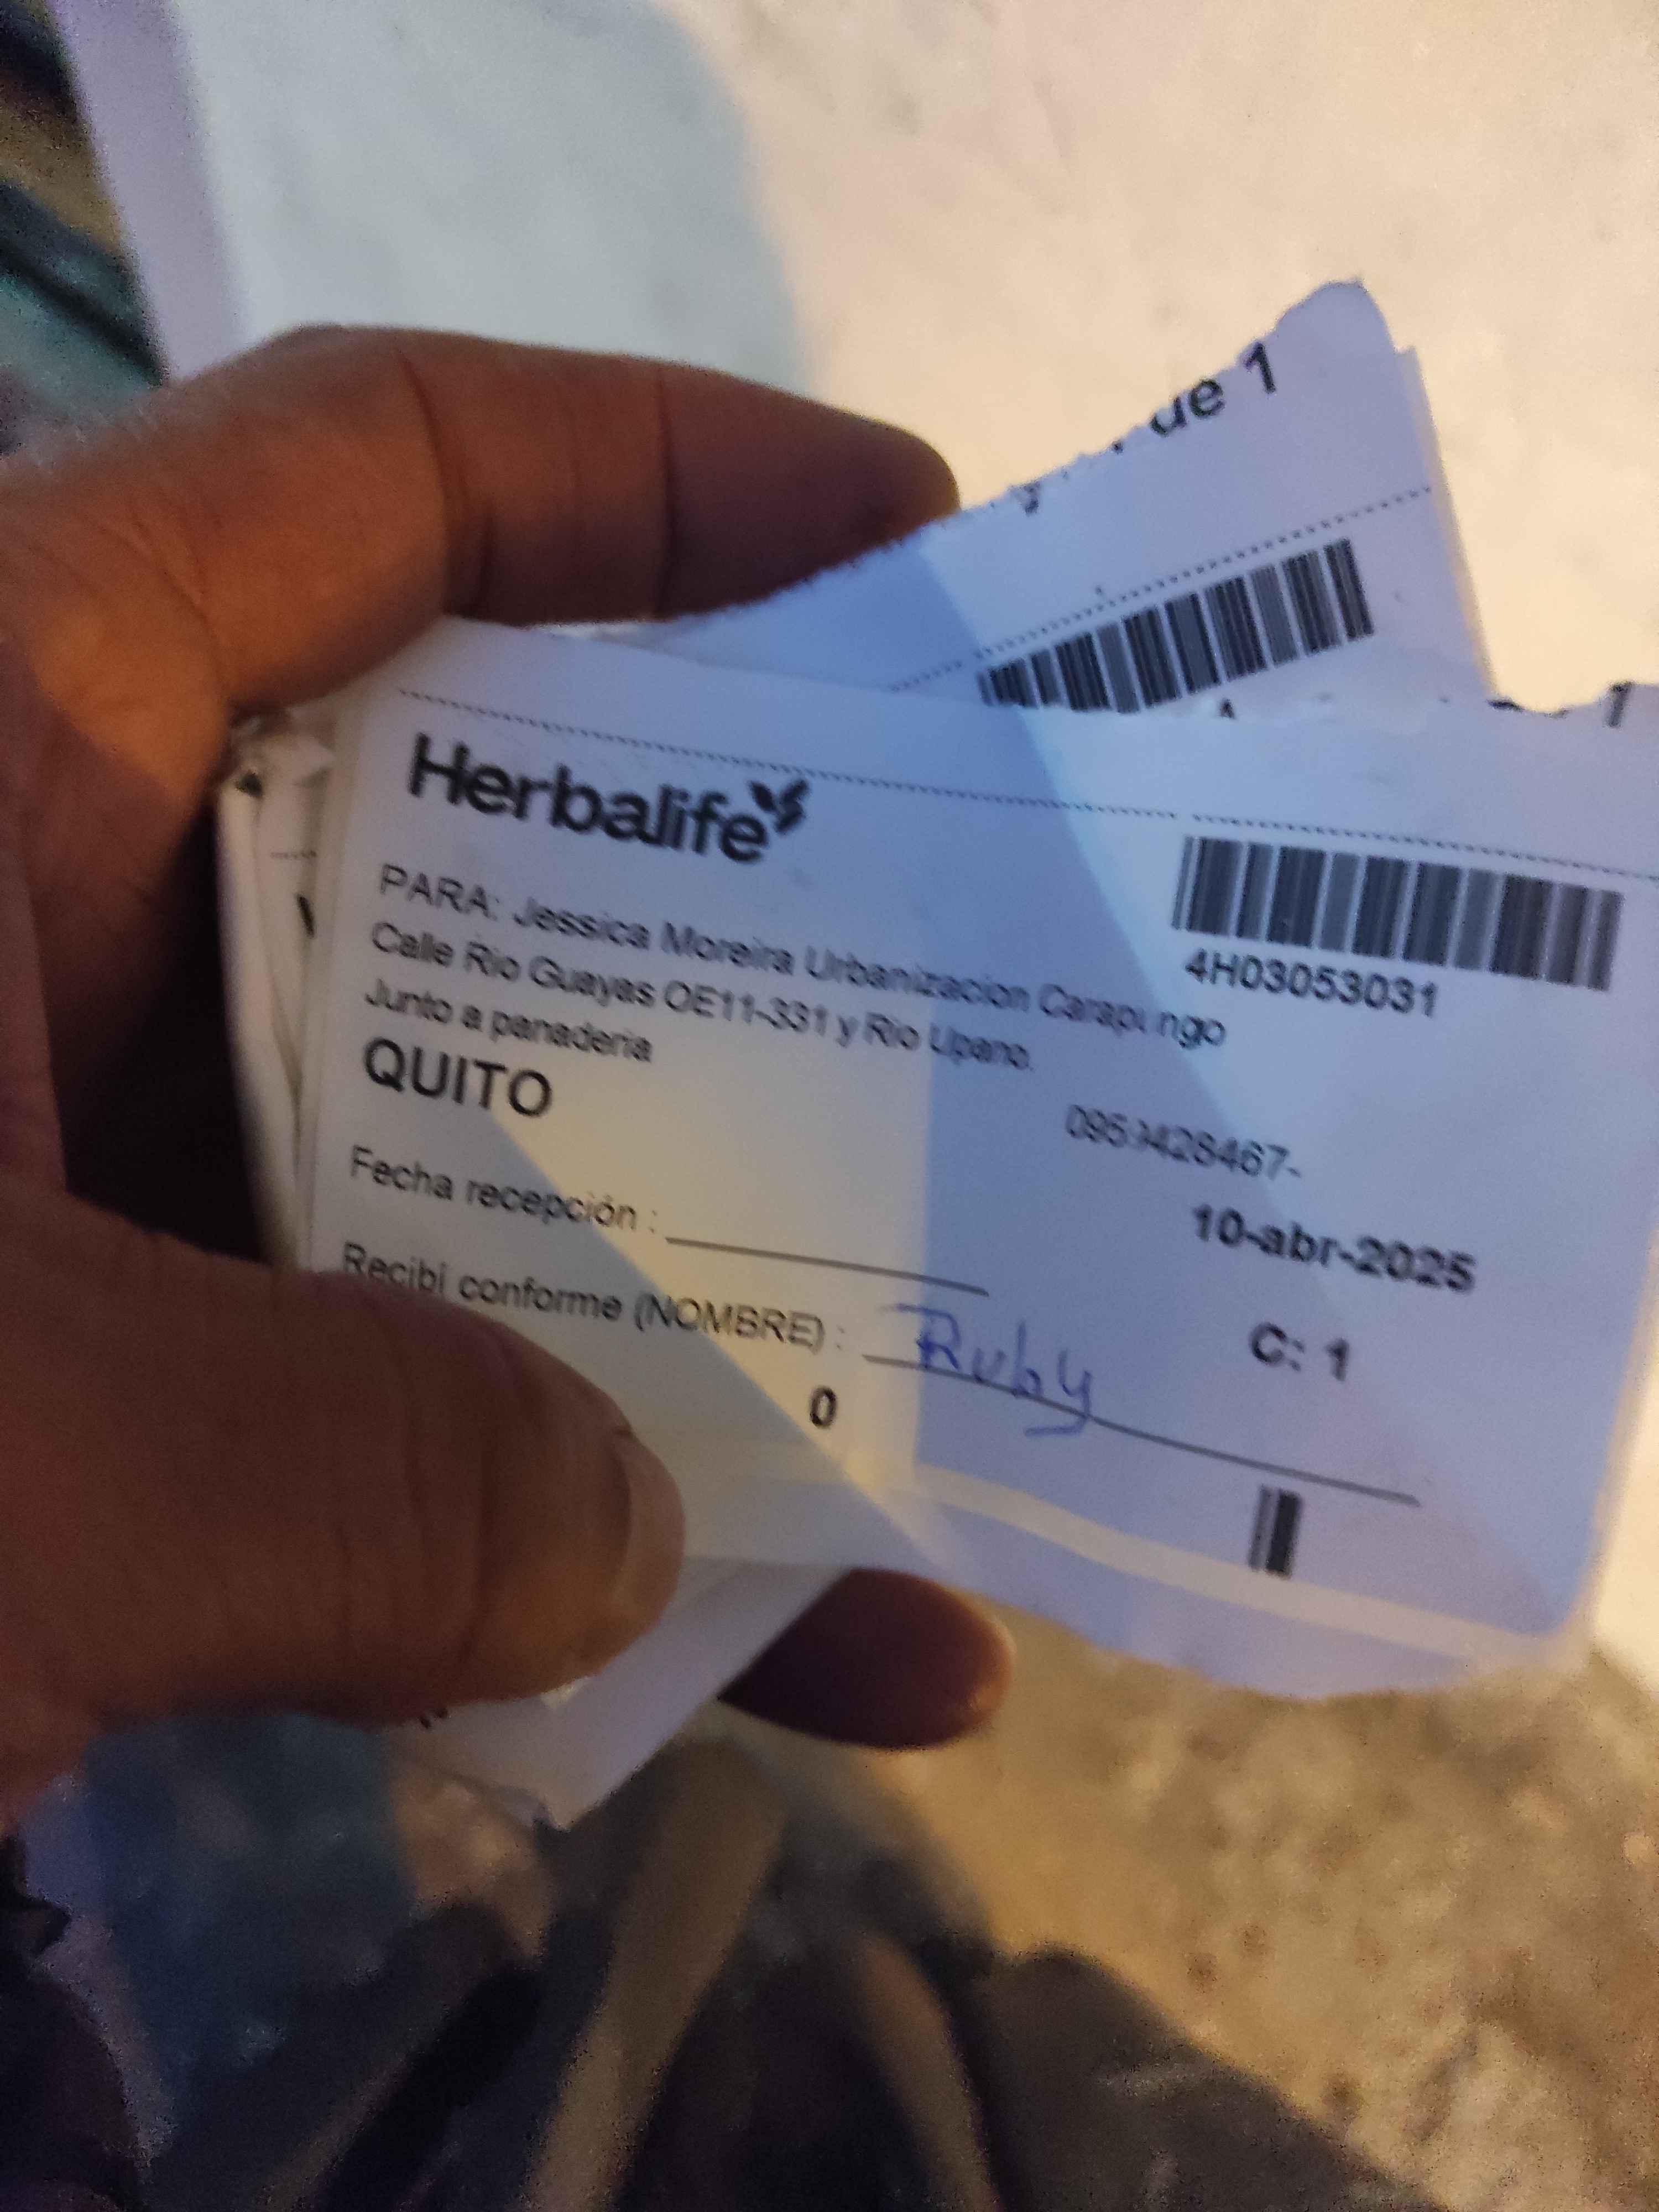 de 1
Herbalife
PARA: Jessica Moreira Urbanizacion Carapungo
Calle Rio Guayas OE11-331 y Rio Upano.
Junto a panaderia
QUITO
4H03053031
10-abr-2025
Fecha recepción :
Recibí conforme (NOMBRE) : Ruby
C: 1
0